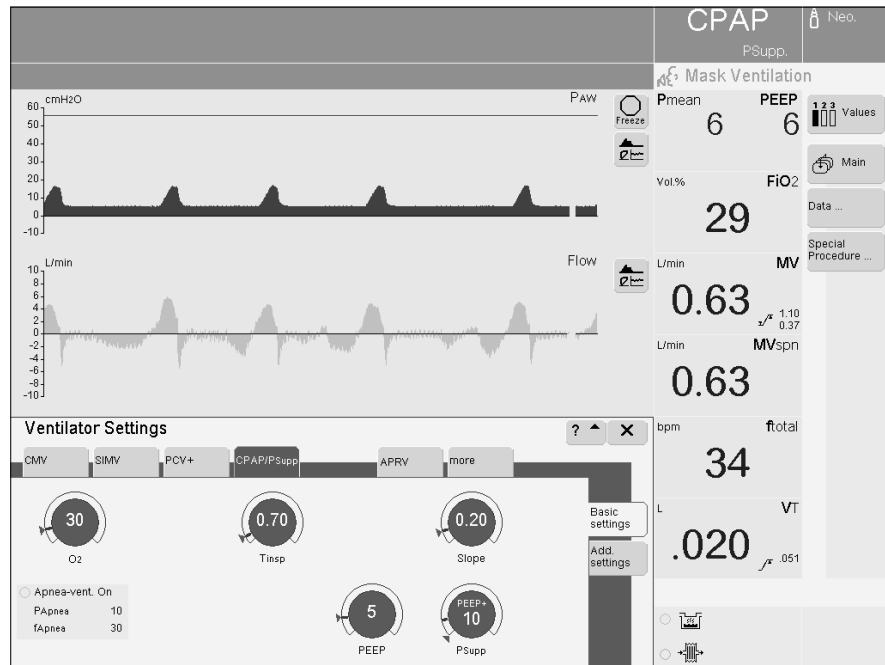 CPAP
PSupp.
Neo.
Mask Ventilation
cmH2O
PAW
60
50
40
30
20
10
0
-10
Freeze
L/min
Flow
10
8
6
4
2
0
-2
-4
-6
-8
-10
Pmean PEEP
6 6
Vol.% FiO2
29
L/min MV
0.63
1.10
0.37
L/min MVspn
0.63
bpm ftotal
34
L VT
.020
.051
1 2 3 Values
Main
Data ...
Special
Procedure ...
Ventilator Settings
? X
CMV SIMV PCV+ CPAP/PSupp APRV more
Basic
settings
Add.
settings
30
O2
0.70
Tinsp
0.20
Slope
Apnea-vent. On
PApnea 10
fApnea 30
5
PEEP
PEEP+
10
PSupp